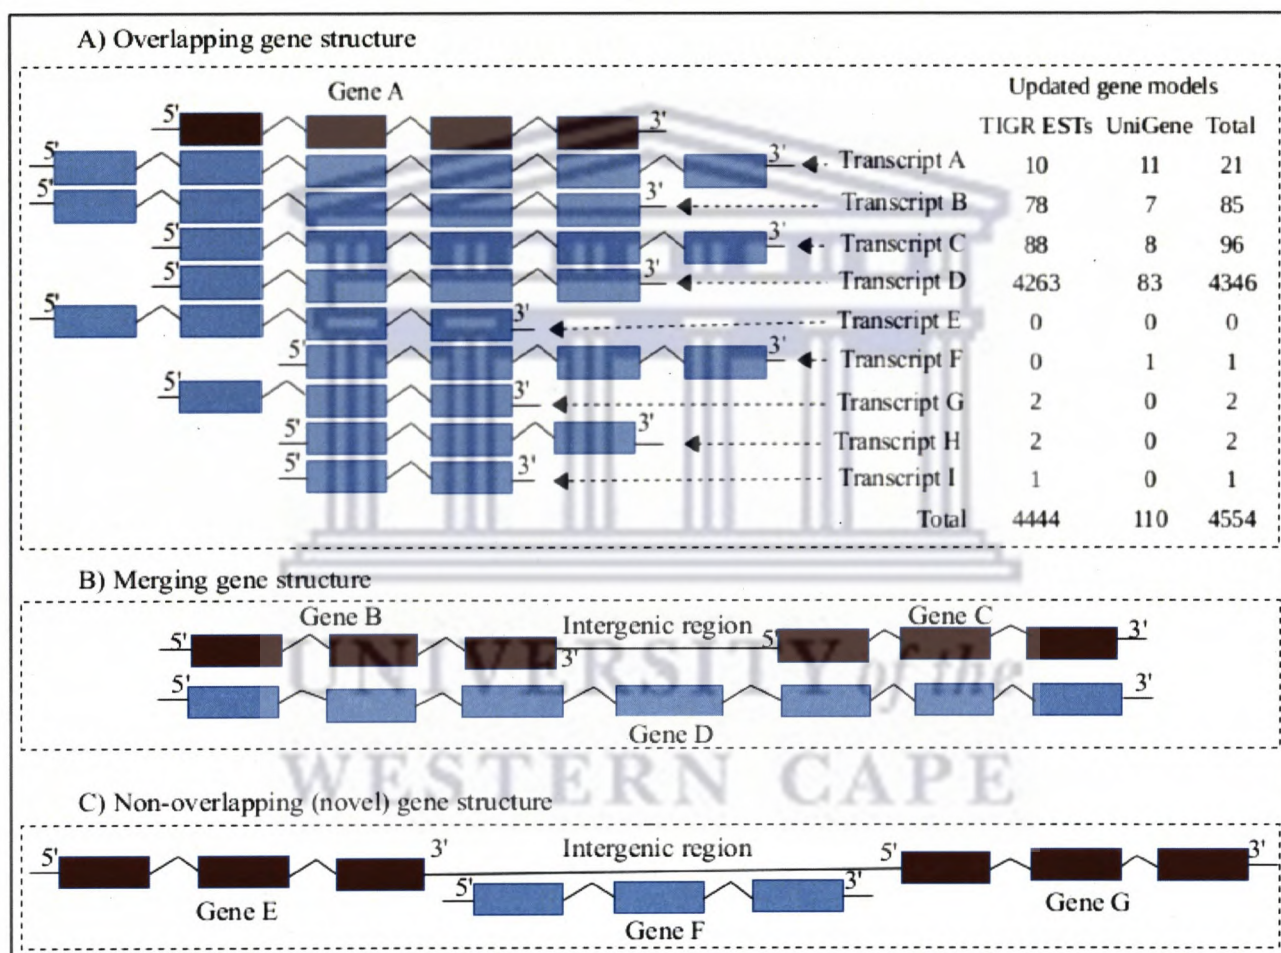 A) Overlapping gene structure
Gene A
Updated gene models
TIGR ESTs UniGene Total
5' 3'
5' 3' Transcript A 10 11 21
5' 3' Transcript B 78 7 85
5' 3' Transcript C 88 8 96
5' 3' Transcript D 4263 83 4346
5' 3' Transcript E 0 0 0
5' 3' Transcript F 0 1 1
5' 3' Transcript G 2 0 2
5' 3' Transcript H 2 0 2
5' 3' Transcript I 1 0 1
Total 4444 110 4554
B) Merging gene structure
Gene B Intergenic region Gene C
5' 3' 5' 3'
UNIVERSITY of the
5' 3'
Gene D
WESTERN CAPE
C) Non-overlapping (novel) gene structure
5' 3' Intergenic region 5' 3'
5' 3'
Gene E Gene F Gene G